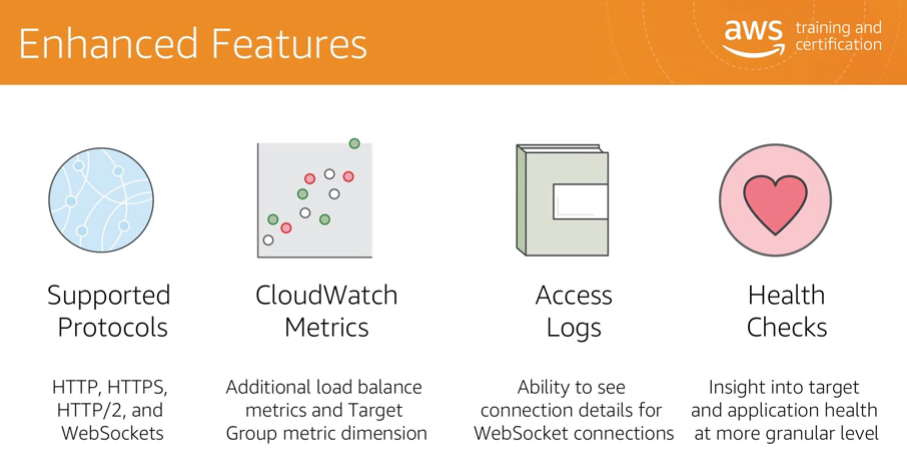 Enhanced Features
aws training and
certification
Supported
Protocols
HTTP, HTTPS,
HTTP/2, and
WebSockets
CloudWatch
Metrics
Additional load balance
metrics and Target
Group metric dimension
Access
Logs
Ability to see
connection details for
WebSocket connections
Health
Checks
Insight into target
and application health
at more granular level